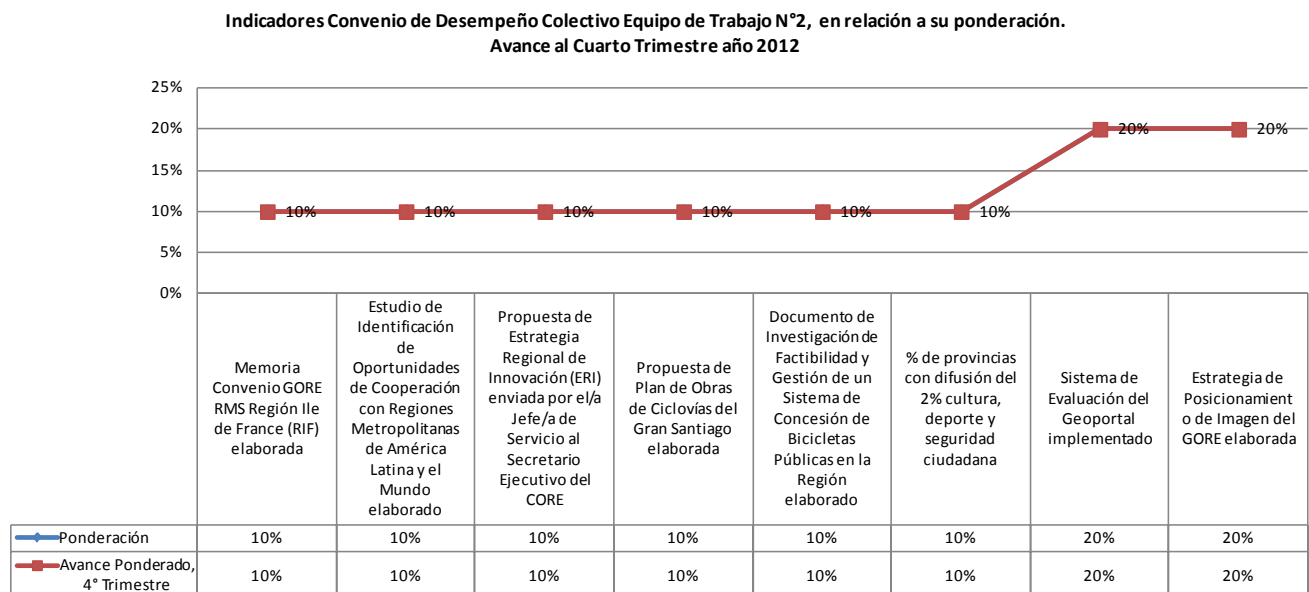 Indicadores Convenio de Desempeño Colectivo Equipo de Trabajo N°2, en relación a su ponderación.
Avance al Cuarto Trimestre año 2012
25%
20%
15%
10%
5%
0%
10%
10%
10%
10%
10%
10%
20%
20%
Memoria
Convenio GORE
RMS Región Ile
de France (RIF)
elaborada
Estudio de
Identificación
de
Oportunidades
de Cooperación
con Regiones
Metropolitanas
de América
Latina y el
Mundo
elaborado
Propuesta de
Estrategia
Regional de
Innovación (ERI)
enviada por el/a
Jefe/a de
Servicio al
Secretario
Ejecutivo del
CORE
Propuesta de
Plan de Obras
de Ciclovías del
Gran Santiago
elaborada
Documento de
Investigación de
Factibilidad y
Gestión de un
Sistema de
Concesión de
Bicicletas
Públicas en la
Región
elaborado
% de provincias
con difusión del
2% cultura,
deporte y
seguridad
ciudadana
Sistema de
Evaluación del
Geoportal
implementado
Estrategia de
Posicionamient
o de Imagen del
GORE elaborada
Ponderación 10% 10% 10% 10% 10% 10% 20% 20%
Avance Ponderado,
4° Trimestre 10% 10% 10% 10% 10% 10% 20% 20%